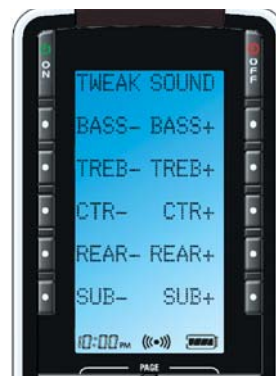 ON
OFF
TWEAK SOUND
BASS- BASS+
TREB- TREB+
CTR- CTR+
REAR- REAR+
SUB- SUB+
10:00 PM
PAGE